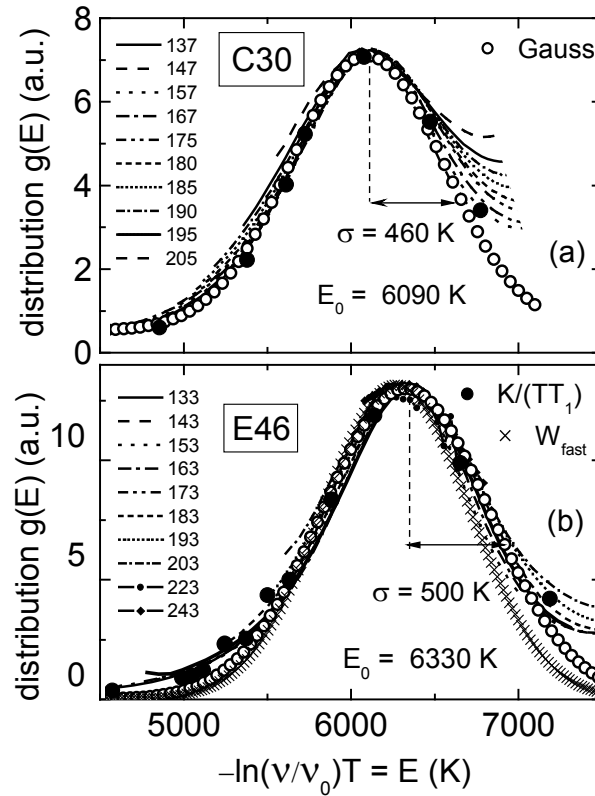 8
6
4
2
0
distribution g(E) (a.u.)
137
147
157
167
175
180
185
190
195
205
C30
Gauss
σ = 460 K
E₀ = 6090 K
(a)
10
5
0
distribution g(E) (a.u.)
133
143
153
163
173
183
193
203
223
243
E46
K/(TT₁)
W_fast
(b)
σ = 500 K
E₀ = 6330 K
5000 6000 7000
–ln(ν/ν₀)T = E (K)